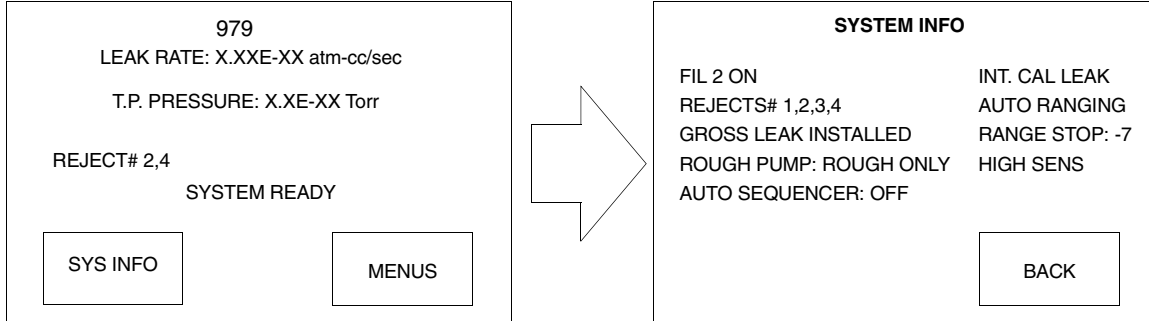 979
LEAK RATE: X.XXE-XX atm-cc/sec
T.P. PRESSURE: X.XE-XX Torr
REJECT# 2,4
SYSTEM READY
SYS INFO
MENUS
SYSTEM INFO
FIL 2 ON
REJECTS# 1,2,3,4
GROSS LEAK INSTALLED
ROUGH PUMP: ROUGH ONLY
AUTO SEQUENCER: OFF
INT. CAL LEAK
AUTO RANGING
RANGE STOP: -7
HIGH SENS
BACK